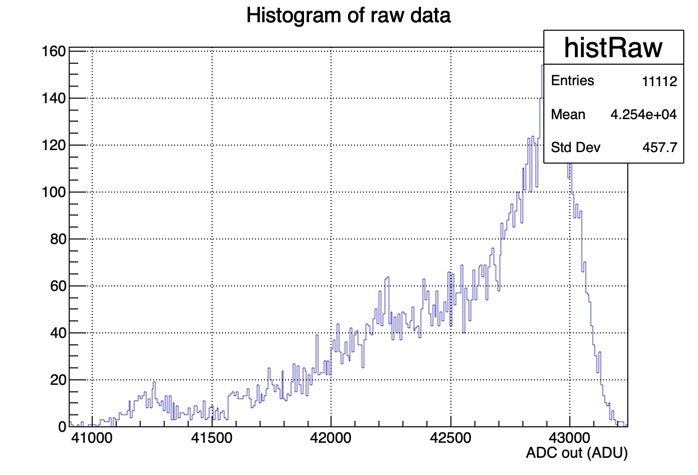 Histogram of raw data
histRaw
Entries 11112
Mean 4.254e+04
Std Dev 457.7
160
140
120
100
80
60
40
20
0
41000 41500 42000 42500 43000
ADC out (ADU)